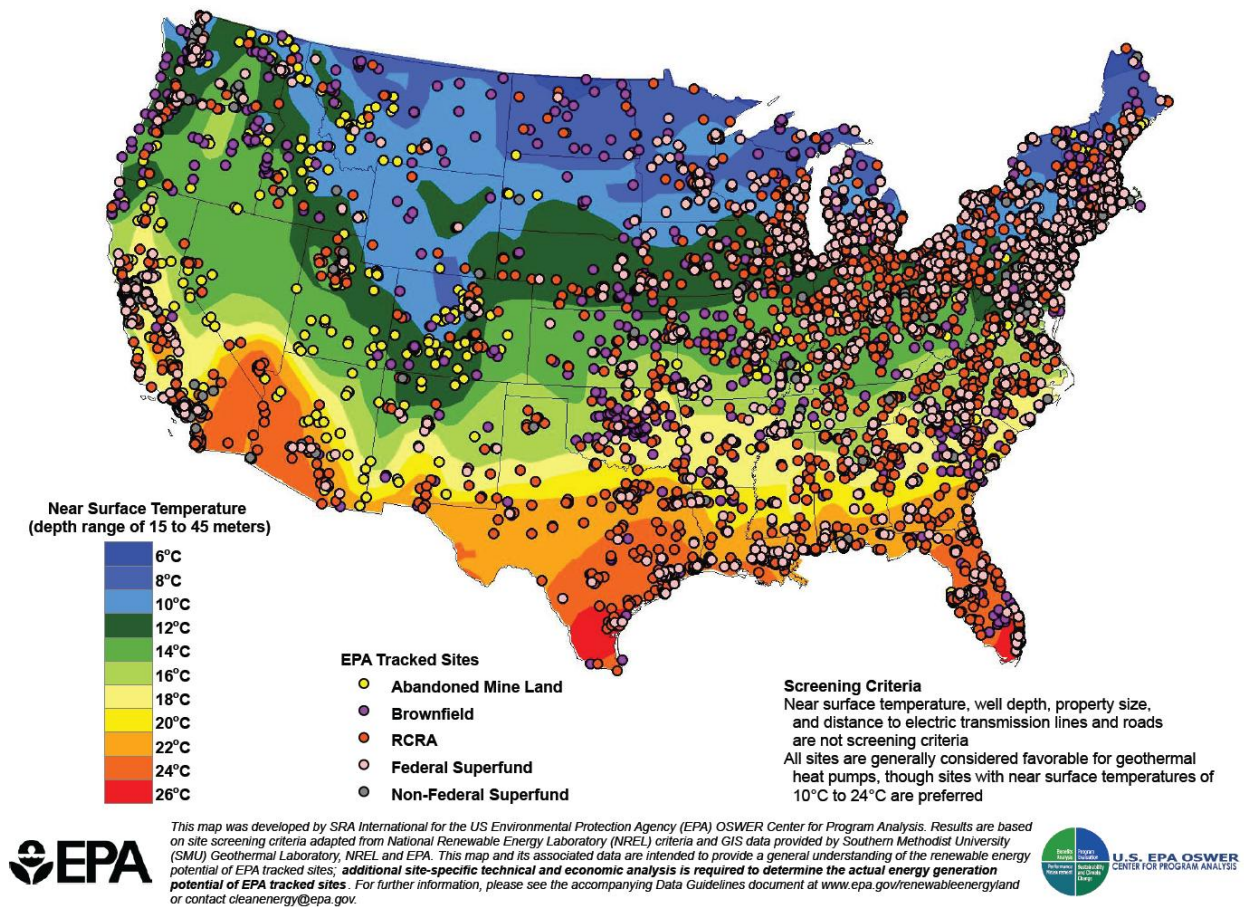 Near Surface Temperature
(depth range of 15 to 45 meters)
6°C
8°C
10°C
12°C
14°C
16°C
18°C
20°C
22°C
24°C
26°C
EPA Tracked Sites
Abandoned Mine Land
Brownfield
RCRA
Federal Superfund
Non-Federal Superfund
Screening Criteria
Near surface temperature, well depth, property size,
and distance to electric transmission lines and roads
are not screening criteria
All sites are generally considered favorable for geothermal
heat pumps, though sites with near surface temperatures of
10°C to 24°C are preferred
EPA
This map was developed by SRA International for the US Environmental Protection Agency (EPA) OSWER Center for Program Analysis. Results are based
on site screening criteria adapted from National Renewable Energy Laboratory (NREL) criteria and GIS data provided by Southern Methodist University
(SMU) Geothermal Laboratory, NREL and EPA. This map and its associated data are intended to provide a general understanding of the renewable energy
potential of EPA tracked sites; additional site-specific technical and economic analysis is required to determine the actual energy generation
potential of EPA tracked sites. For further information, please see the accompanying Data Guidelines document at www.epa.gov/renewableenergyland
or contact cleanenergy@epa.gov.
Benefits Analysis
Program Evaluation
Performance Measurement
Sustainability and Climate Change
U.S. EPA OSWER
CENTER FOR PROGRAM ANALYSIS